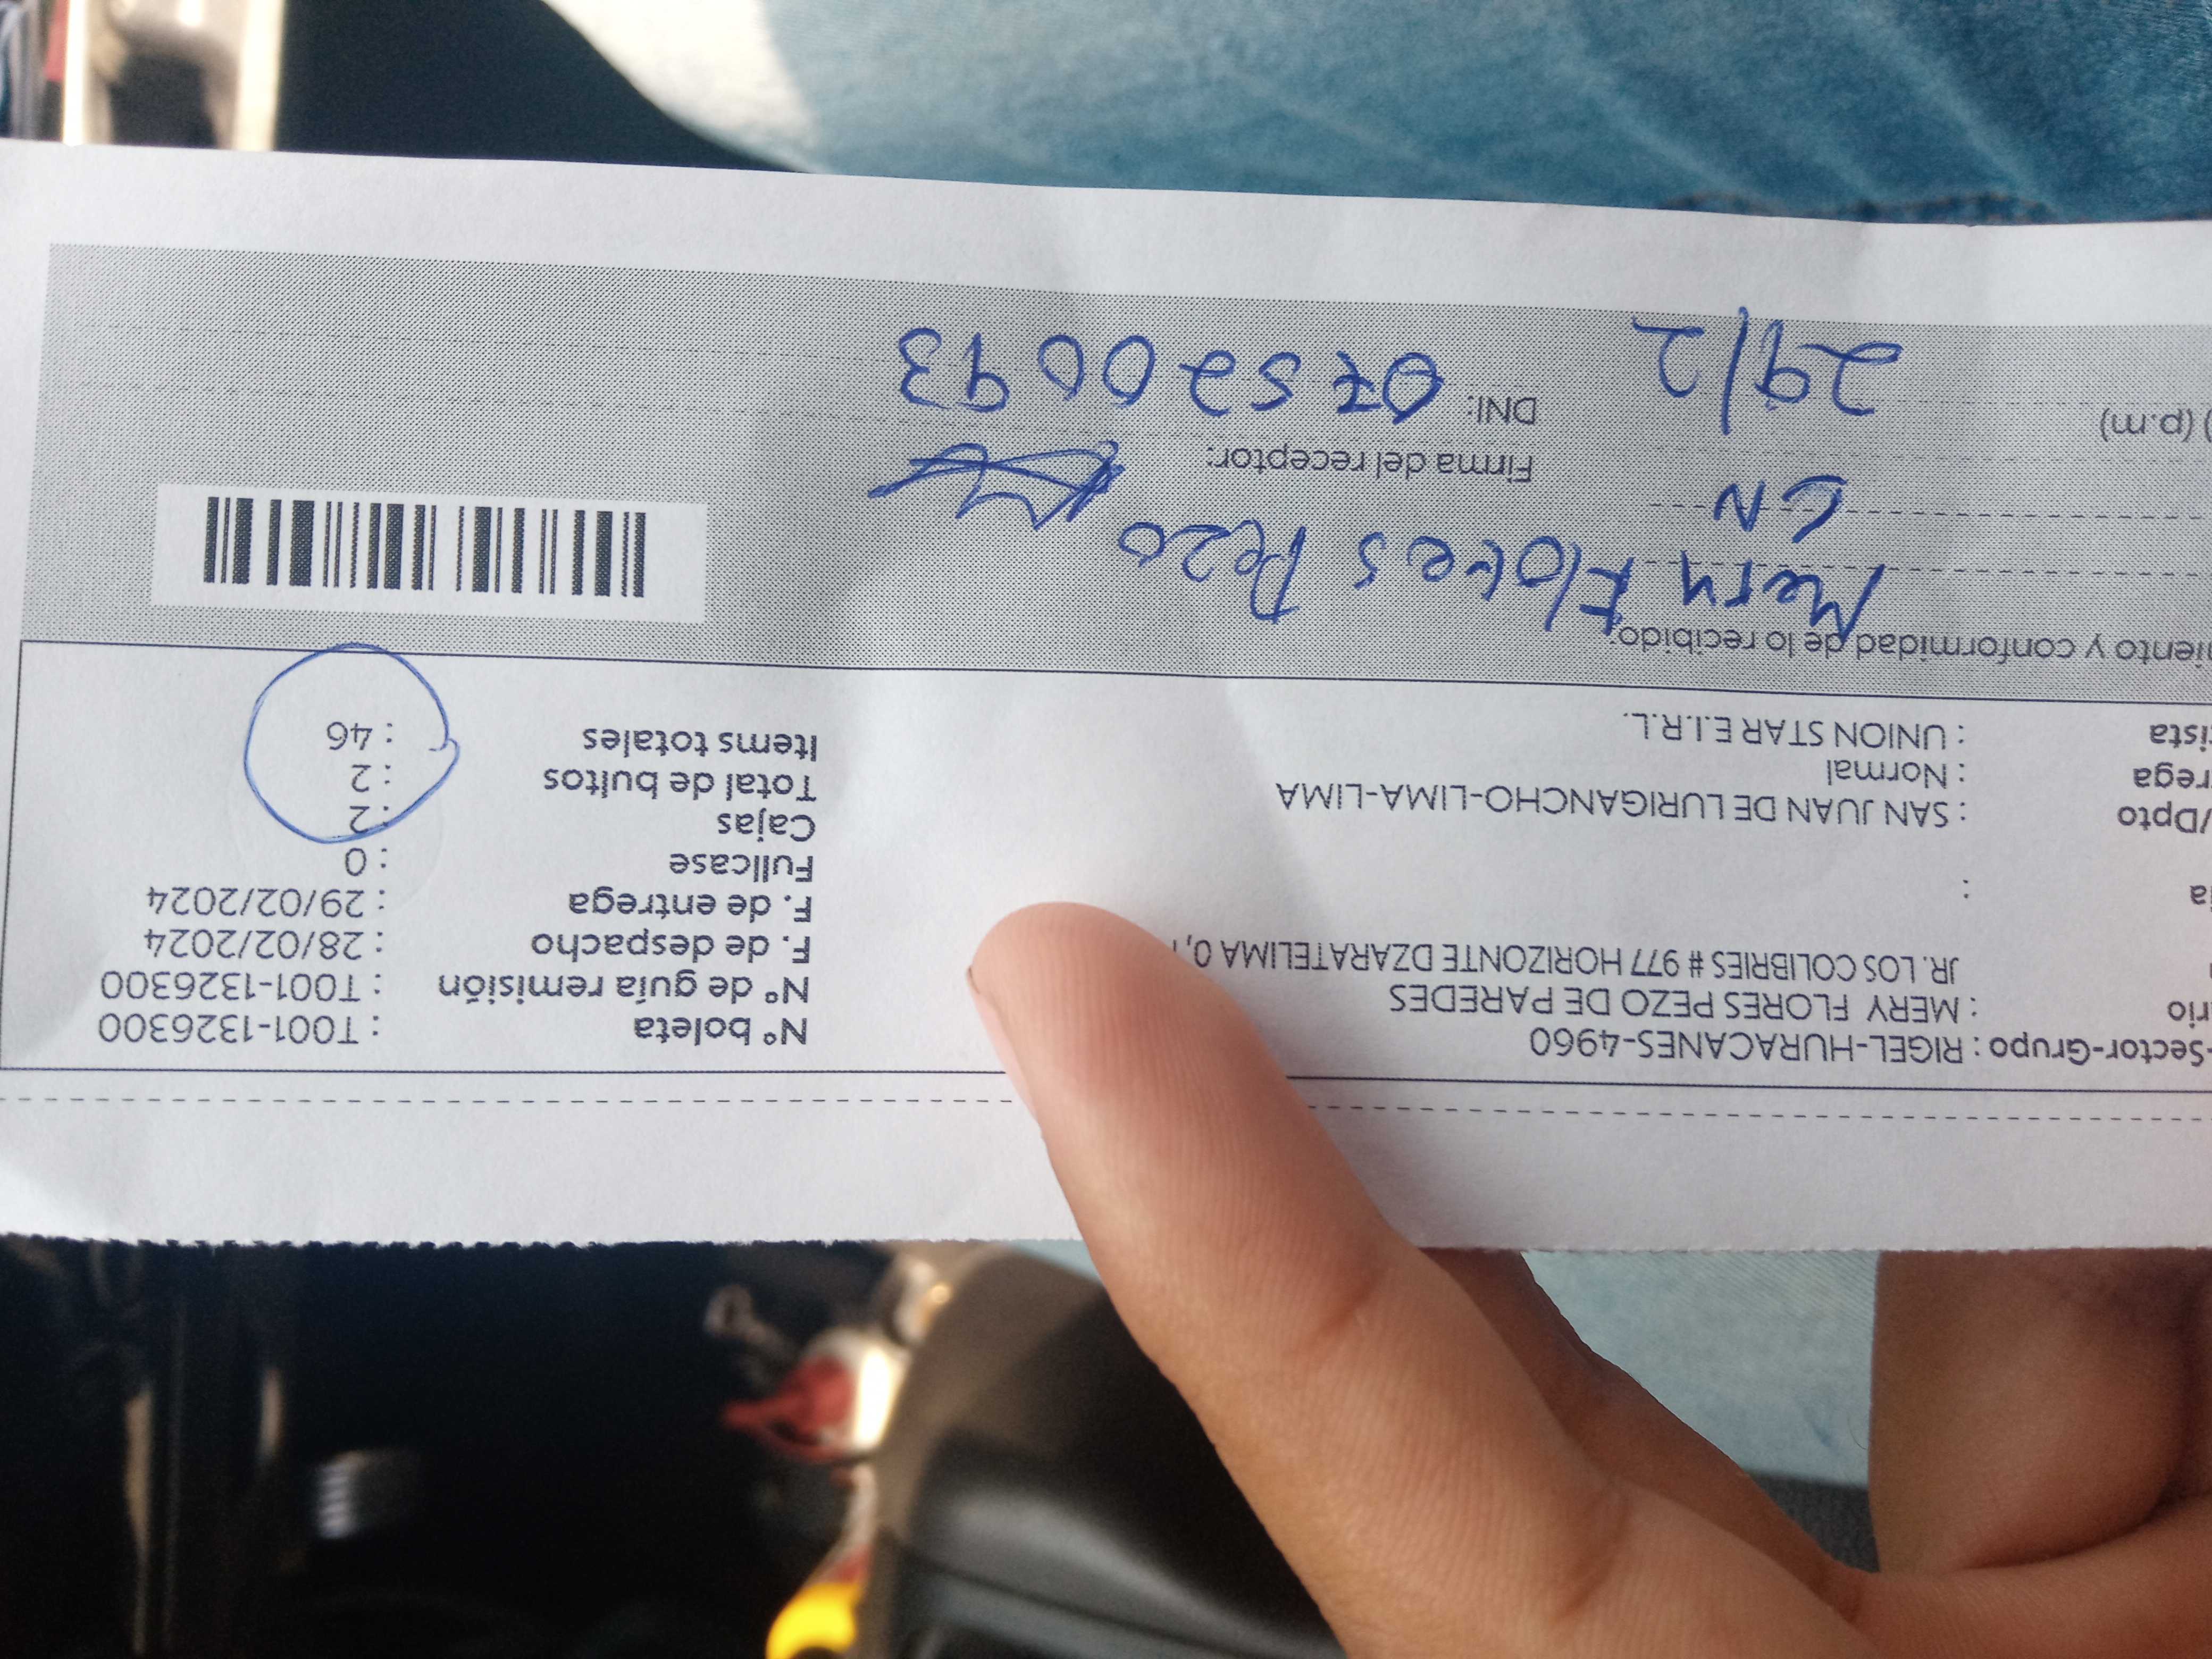 -Sector-Grupo : RIGEL-HURACANES-4960
rio : MERY FLORES PEZO DE PAREDES
JR. LOS COLIBRIES # 977 HORIZONTE DZARATELIMA 0,
ia :
/Dpto : SAN JUAN DE LURIGANCHO-LIMA-LIMA
rega : Normal
ista : UNION STAR E.I.R.L.
N° boleta : T001-1326300
N° de guía remisión : T001-1326300
F. de despacho : 28/02/2024
F. de entrega : 29/02/2024
Fullcase : 0
Cajas : 2
Total de bultos : 2
Items totales : 46
iento y conformidad de lo recibido:
Mery Flores Pezo
CN
Firma del receptor:
) (p.m)
29/2
DNI: 07520093